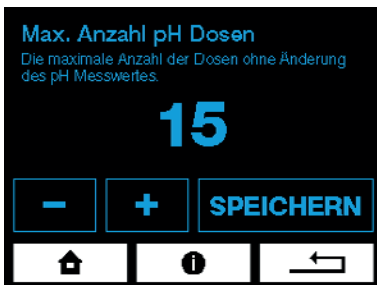 Max. Anzahl pH Dosen
Die maximale Anzahl der Dosen ohne Änderung
des pH Messwertes.
15
– + SPEICHERN
i